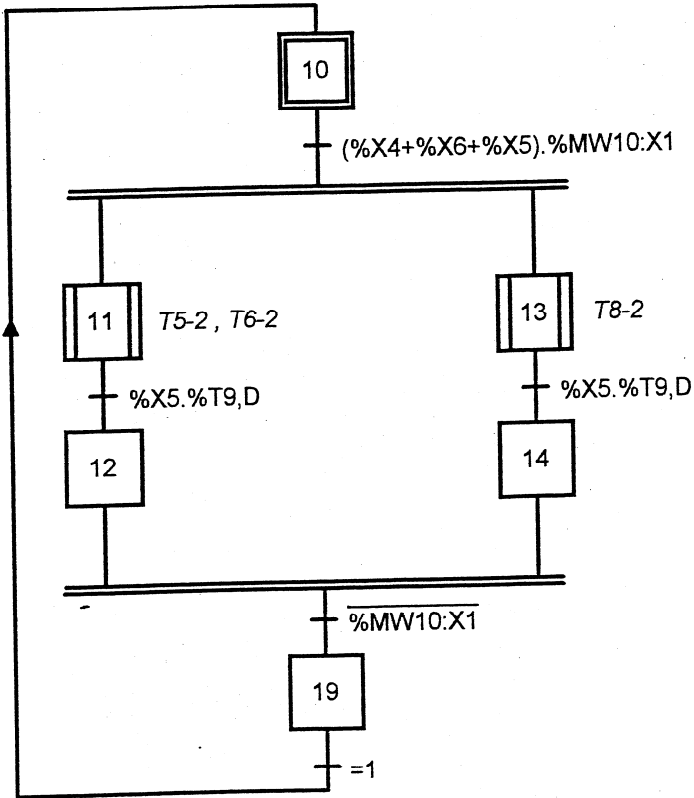 10
(%X4+%X6+%X5).%MW10:X1
11
T5-2 , T6-2
13
T8-2
%X5.%T9,D
%X5.%T9,D
12
14
%MW10:X1
19
=1